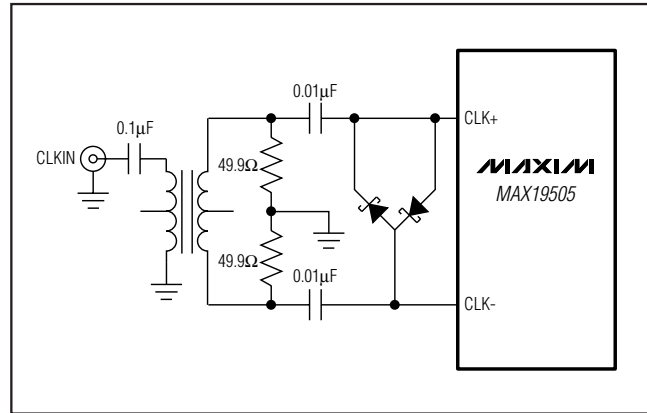 0.01μF
0.1μF
CLKIN
49.9Ω
49.9Ω
0.01μF
CLK+
MAXIM
MAX19505
CLK-